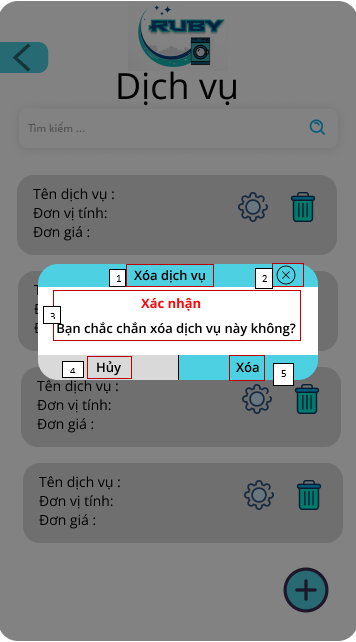 RUBY
Dịch vụ
Tìm kiếm ...
Tên dịch vụ :
Đơn vị tính:
Đơn giá :
1 Xóa dịch vụ 2
Xác nhận
3
Bạn chắc chắn xóa dịch vụ này không?
4 Hủy Xóa 5
Tên dịch vụ :
Đơn vị tính:
Đơn giá :
Tên dịch vụ :
Đơn vị tính:
Đơn giá :